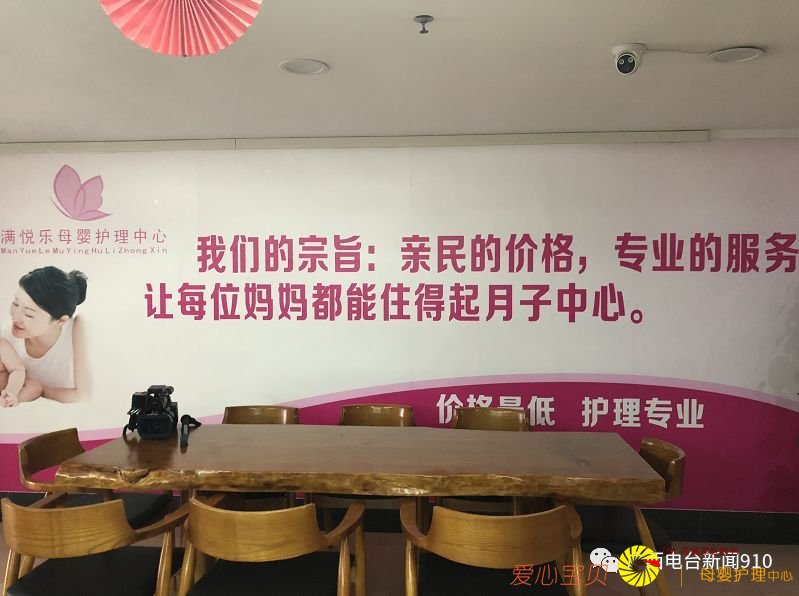 满悦乐母婴护理中心
ManYueLeMuYingHuLiZhongXin
我们的宗旨：亲民的价格，专业的服务
让每位妈妈都能住得起月子中心。
价格最低 护理专业
西电台新闻910
爱心宝贝 | 母婴护理中心